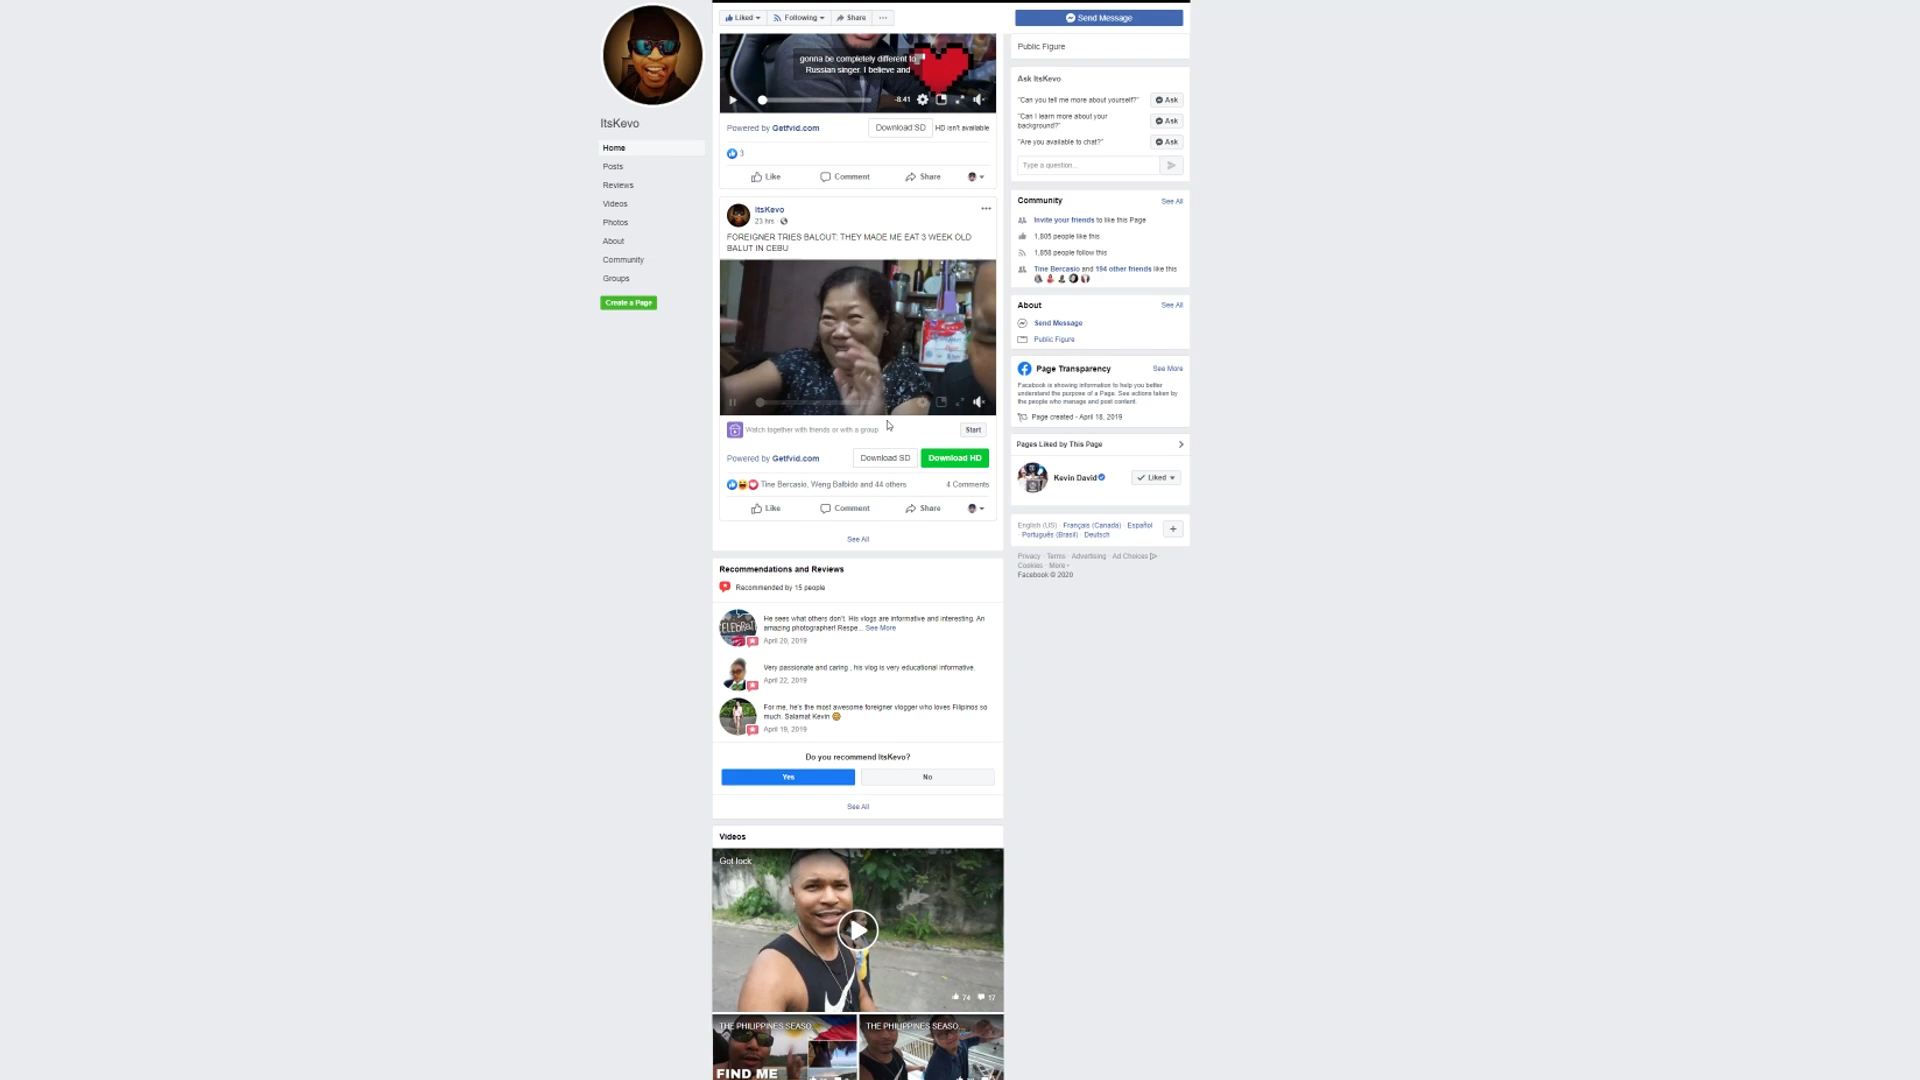 ItsKevo
Home
Posts
Reviews
Videos
Photos
About
Community
Groups
Create a Page
Liked
Following
Share
gonna be completely different to
Russian singer. I believe and
-8:41
Powered by Getfvid.com
Download SD
HD isn't available
3
Like
Comment
Share
ItsKevo
23 hrs ·
FOREIGNER TRIES BALOUT: THEY MADE ME EAT 3 WEEK OLD
BALUT IN CEBU
Watch together with friends or with a group
Start
Powered by Getfvid.com
Download SD
Download HD
Tine Bercasio, Weng Balbido and 44 others
4 Comments
Like
Comment
Share
See All
Recommendations and Reviews
Recommended by 15 people
He sees what others don't. His vlogs are informative and interesting. An
amazing photographer! Respe... See More
April 20, 2019
Very passionate and caring , his vlog is very educational informative.
April 22, 2019
For me, he's the most awesome foreigner vlogger who loves Filipinos so
much. Salamat Kevin
April 19, 2019
Do you recommend ItsKevo?
Yes
No
See All
Videos
Got lock
74
17
THE PHILIPPINES SEASO...
THE PHILIPPINES SEASO...
FIND ME
Send Message
Public Figure
Ask ItsKevo
"Can you tell me more about yourself?"
Ask
"Can I learn more about your
background?"
Ask
"Are you available to chat?"
Ask
Type a question...
Community
See All
Invite your friends to like this Page
1,805 people like this
1,858 people follow this
Tine Bercasio and 194 other friends like this
About
See All
Send Message
Public Figure
Page Transparency
See More
Facebook is showing information to help you better
understand the purpose of a Page. See actions taken by
the people who manage and post content.
Page created - April 18, 2019
Pages Liked by This Page
Kevin David
Liked
English (US) · Français (Canada) · Español
· Português (Brasil) · Deutsch
Privacy · Terms · Advertising · Ad Choices
Cookies · More
Facebook © 2020